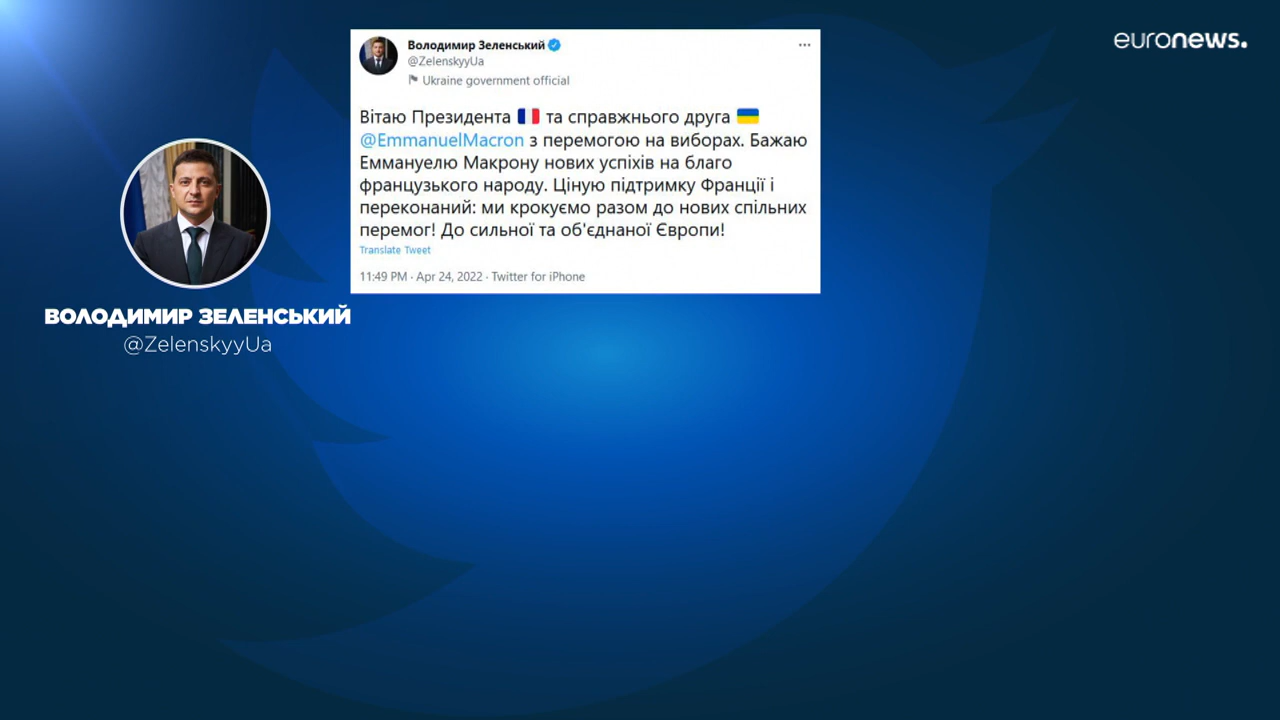 euronews.
Володимир Зеленський
@ZelenskyyUa
Ukraine government official
Вітаю Президента 🇫🇷 та справжнього друга 🇺🇦
@EmmanuelMacron з перемогою на виборах. Бажаю
Еммануелю Макрону нових успіхів на благо
французького народу. Ціную підтримку Франції і
переконаний: ми крокуємо разом до нових спільних
перемог! До сильної та об'єднаної Європи!
Translate Tweet
11:49 PM · Apr 24, 2022 · Twitter for iPhone
ВОЛОДИМИР ЗЕЛЕНСЬКИЙ
@ZelenskyyUa